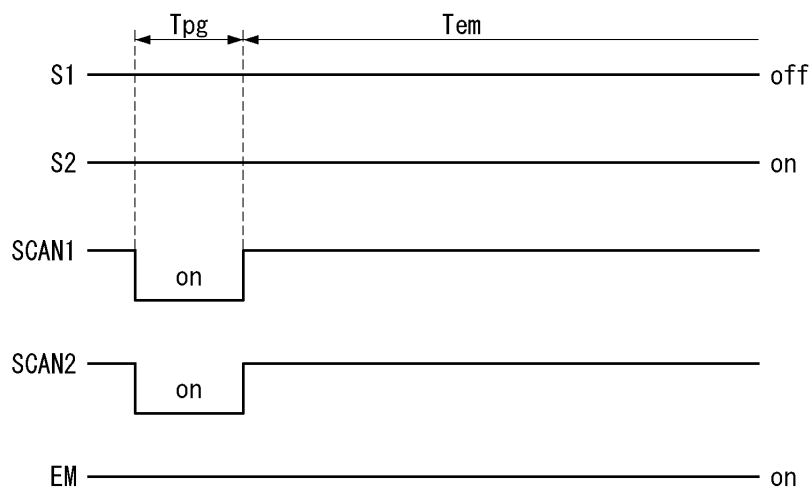 Tpg Tem
S1 off
S2 on
SCAN1 on
SCAN2 on
EM on